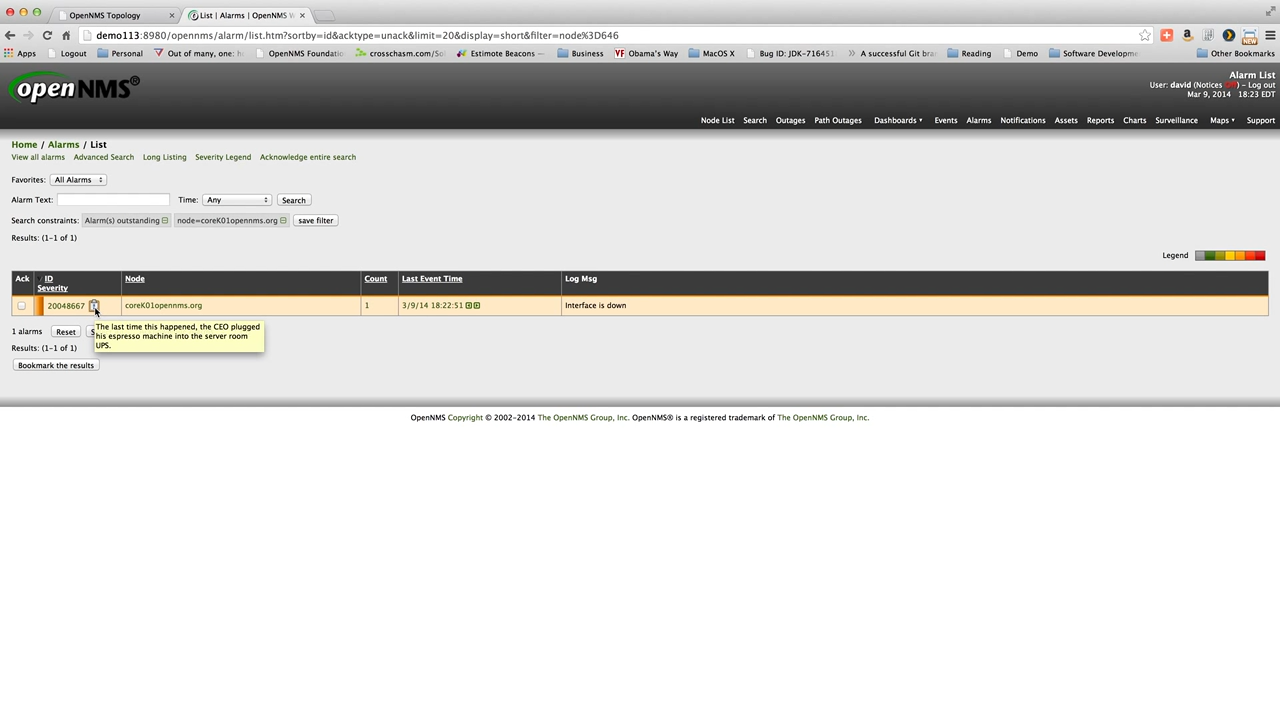 OpenNMS Topology
List | Alarms | OpenNMS W
demo113:8980/opennms/alarm/list.htm?sortby=id&acktype=unack&limit=20&display=short&filter=node%3D646
Apps Logout Personal Out of many, one: OpenNMS Foundation crosschasm.com/Sol Estimote Beacons Business Obama's Way MacOS X Bug ID: JDK-716451 A successful Git bran Reading Demo Software Developme Other Bookmarks
openNMS®
Alarm List
User: david (Notices ) - Log out
Mar 9, 2014 18:23 EDT
Node List Search Outages Path Outages Dashboards Events Alarms Notifications Assets Reports Charts Surveillance Maps Support
Home / Alarms / List
View all alarms Advanced Search Long Listing Severity Legend Acknowledge entire search
Favorites: All Alarms
Alarm Text: Time: Any Search
Search constraints: Alarm(s) outstanding node=coreK01opennms.org save filter
Results: (1-1 of 1)
Legend
Ack ID Node Count Last Event Time Log Msg
Severity
20048667 coreK01opennms.org 1 3/9/14 18:22:51 Interface is down
The last time this happened, the CEO plugged
his espresso machine into the server room
UPS.
1 alarms Reset
Results: (1-1 of 1)
Bookmark the results
OpenNMS Copyright © 2002-2014 The OpenNMS Group, Inc. OpenNMS® is a registered trademark of The OpenNMS Group, Inc.